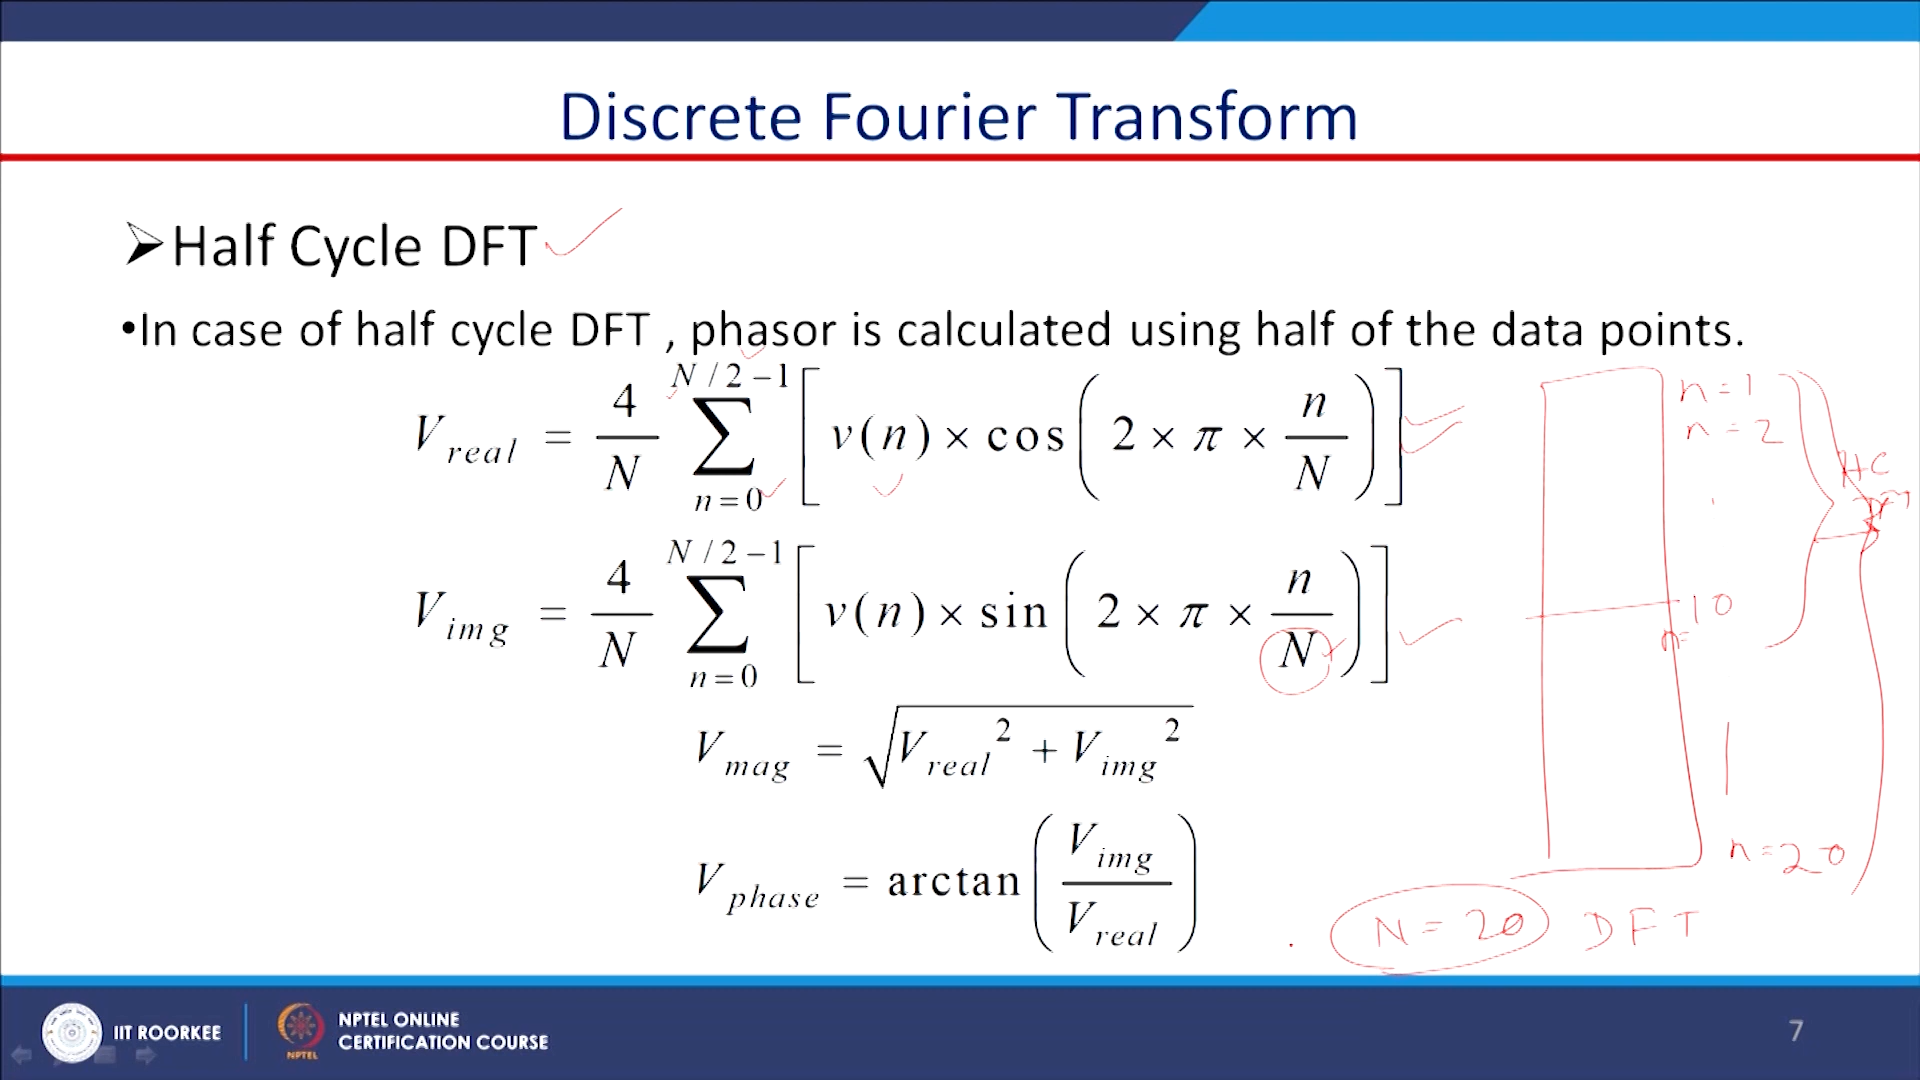 Discrete Fourier Transform
➢Half Cycle DFT
•In case of half cycle DFT , phasor is calculated using half of the data points.
V_real = 4/N ∑_{n=0}^{N/2−1} [ v(n) × cos ( 2 × π × n/N ) ]
V_img = 4/N ∑_{n=0}^{N/2−1} [ v(n) × sin ( 2 × π × n/N ) ]
V_mag = √(V_real² + V_img²)
V_phase = arctan ( V_img / V_real )
n = 1
n = 2
HC
10
n=
n=20
N = 20 DFT
IIT ROORKEE
NPTEL
NPTEL ONLINE
CERTIFICATION COURSE
7